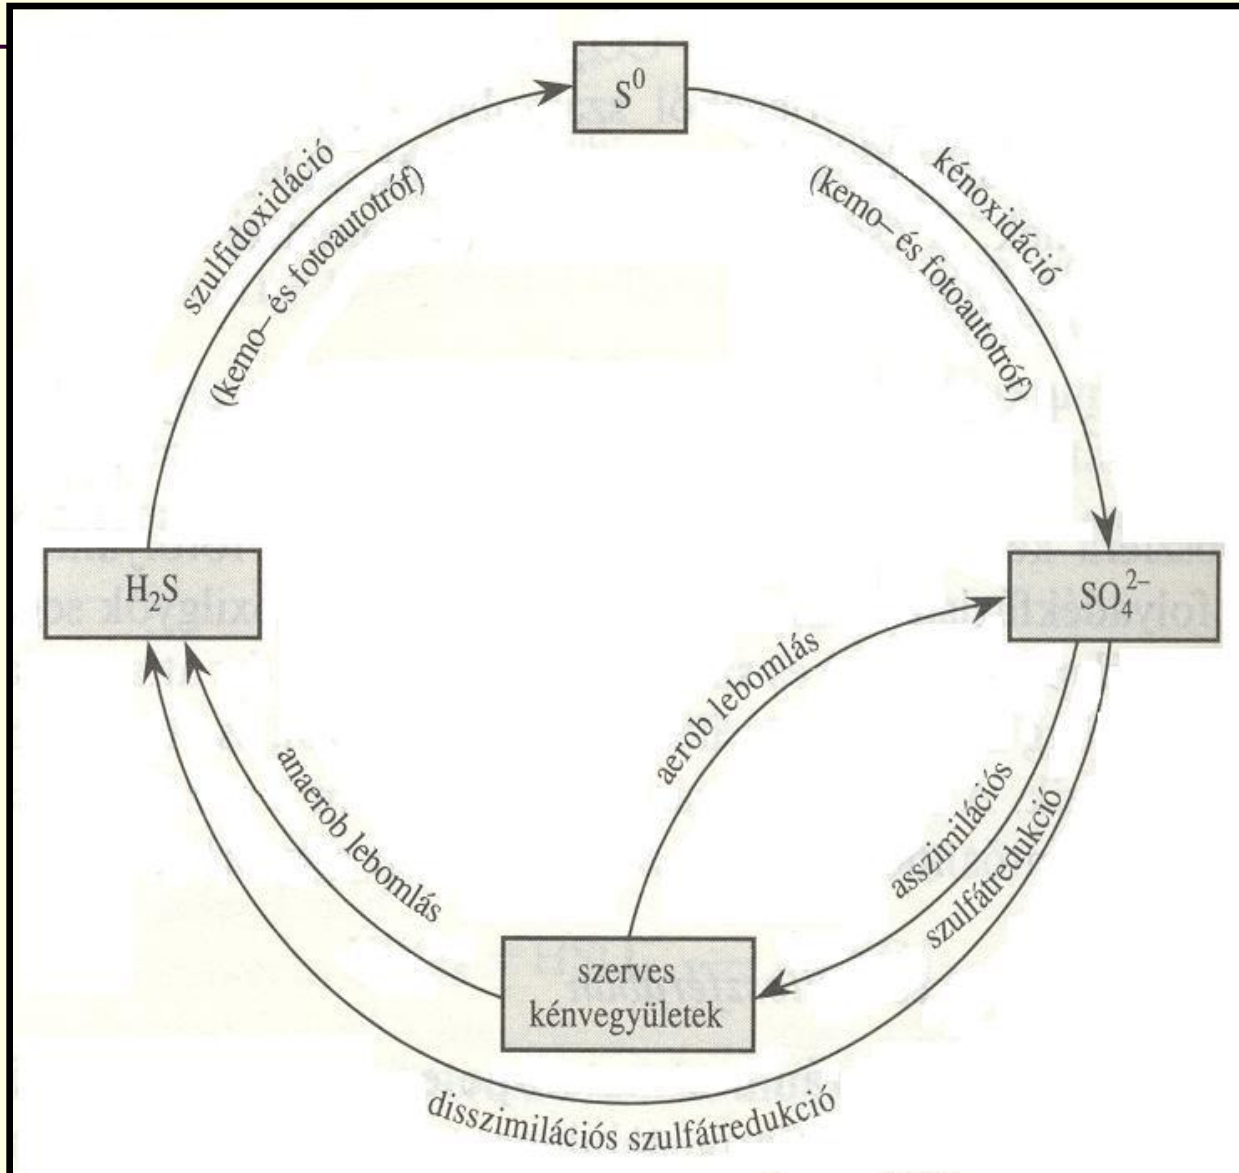 S⁰
szulfidoxidáció
(kemo– és fotoautotróf)
kénoxidáció
(kemo– és fotoautotróf)
H₂S
SO₄²⁻
aerob lebomlás
anaerob lebomlás
asszimilációs
szulfátredukció
szerves
kénvegyületek
disszimilációs szulfátredukció